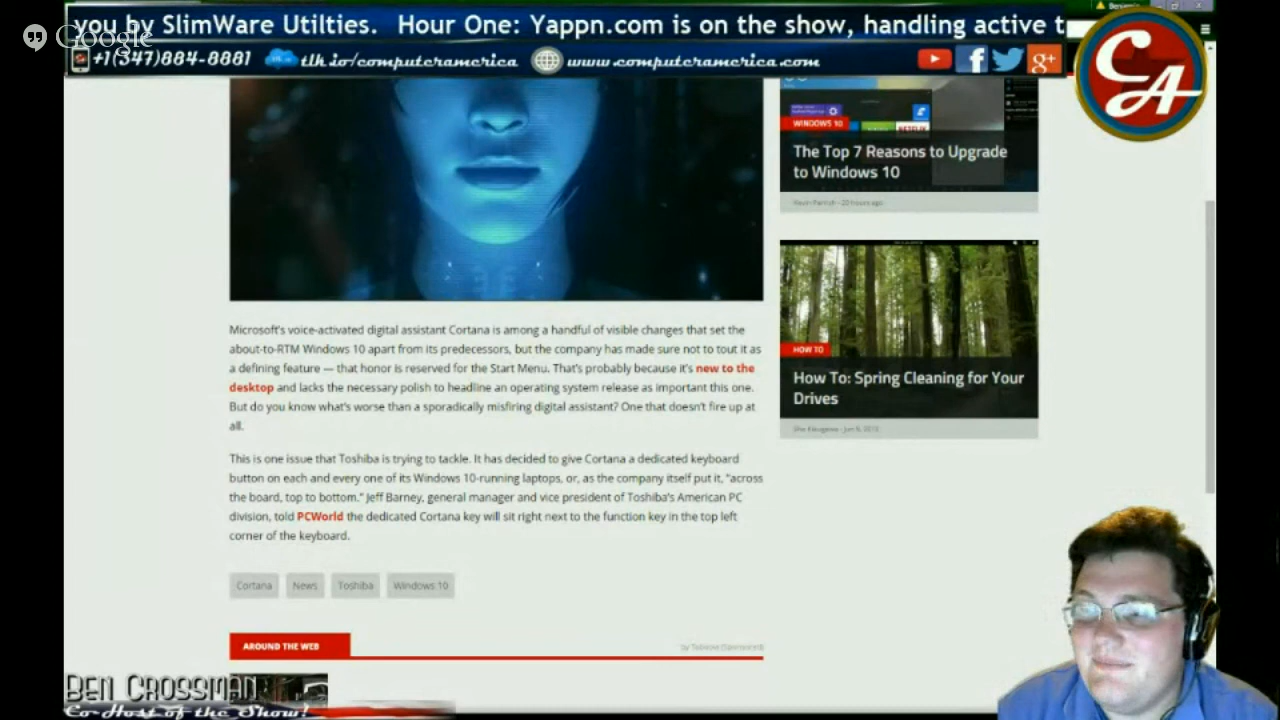 you by SlimWare Utilties.   Hour One: Yappn.com is on the show, handling active t
Google
+1(347)884-8881
tlk.io/computeramerica
www.computeramerica.com
CA
WINDOWS 10
The Top 7 Reasons to Upgrade
to Windows 10
Kevin Parrish - 20 hours ago
HOW TO
How To: Spring Cleaning for Your
Drives
Microsoft's voice-activated digital assistant Cortana is among a handful of visible changes that set the
about-to-RTM Windows 10 apart from its predecessors, but the company has made sure not to tout it as
a defining feature — that honor is reserved for the Start Menu. That's probably because it's new to the
desktop and lacks the necessary polish to headline an operating system release as important this one.
But do you know what's worse than a sporadically misfiring digital assistant? One that doesn't fire up at
all.
This is one issue that Toshiba is trying to tackle. It has decided to give Cortana a dedicated keyboard
button on each and every one of its Windows 10-running laptops, or, as the company itself put it, "across
the board, top to bottom." Jeff Barney, general manager and vice president of Toshiba's American PC
division, told PCWorld the dedicated Cortana key will sit right next to the function key in the top left
corner of the keyboard.
Cortana News Toshiba Windows 10
AROUND THE WEB
by Taboola (Sponsored)
BEN CROSSMAN
Co-Host of the Show!